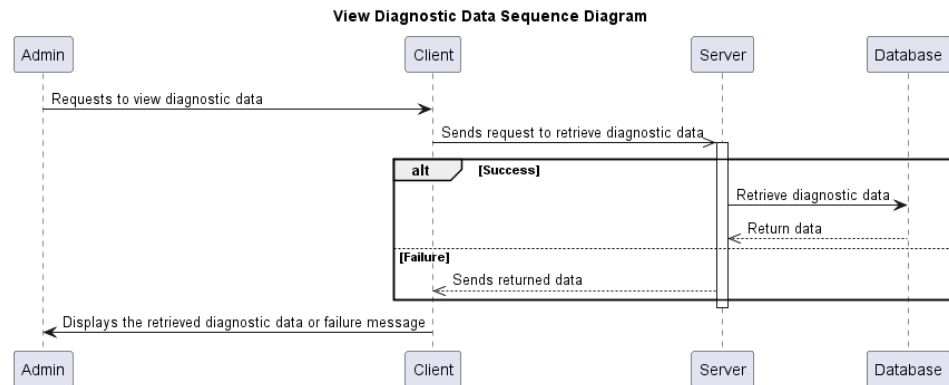 View Diagnostic Data Sequence Diagram
Admin
Client
Server
Database
Requests to view diagnostic data
Sends request to retrieve diagnostic data
alt
[Success]
Retrieve diagnostic data
Return data
[Failure]
Sends returned data
Displays the retrieved diagnostic data or failure message
Admin
Client
Server
Database